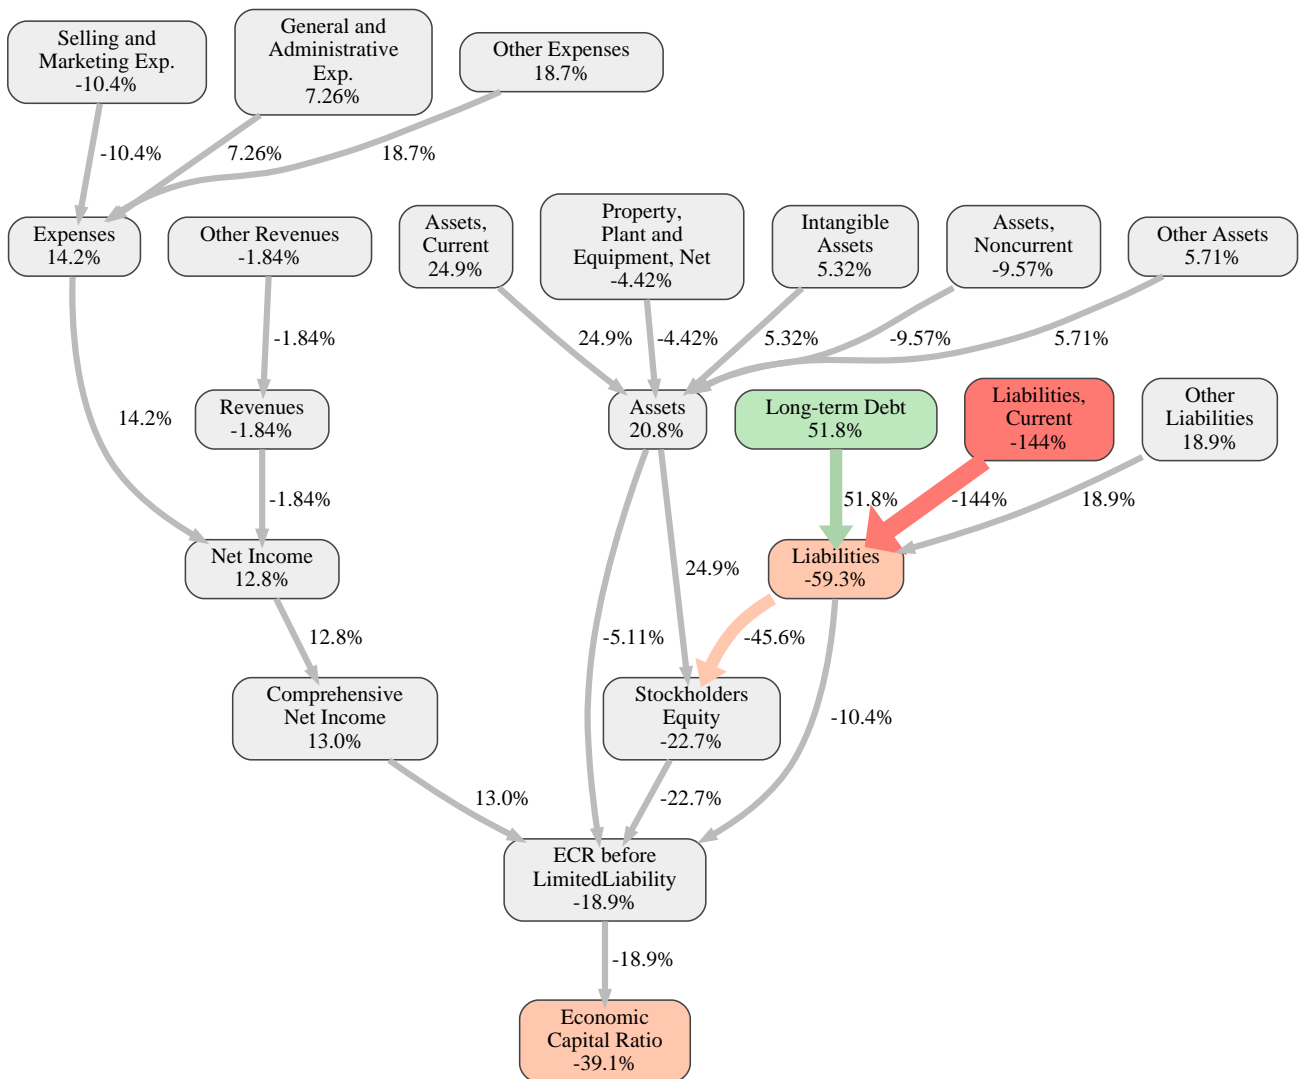 Selling and
Marketing Exp.
-10.4%
General and
Administrative
Exp.
7.26%
Other Expenses
18.7%
-10.4%
7.26%
18.7%
Expenses
14.2%
Other Revenues
-1.84%
Assets,
Current
24.9%
Property,
Plant and
Equipment, Net
-4.42%
Intangible
Assets
5.32%
Assets,
Noncurrent
-9.57%
Other Assets
5.71%
-1.84%
24.9%
-4.42%
5.32%
-9.57%
5.71%
14.2%
Revenues
-1.84%
Assets
20.8%
Long-term Debt
51.8%
Liabilities,
Current
-144%
Other
Liabilities
18.9%
-1.84%
51.8%
-144%
18.9%
Net Income
12.8%
24.9%
Liabilities
-59.3%
12.8%
-5.11%
-45.6%
Comprehensive
Net Income
13.0%
Stockholders
Equity
-22.7%
-10.4%
13.0%
-22.7%
ECR before
LimitedLiability
-18.9%
-18.9%
Economic
Capital Ratio
-39.1%